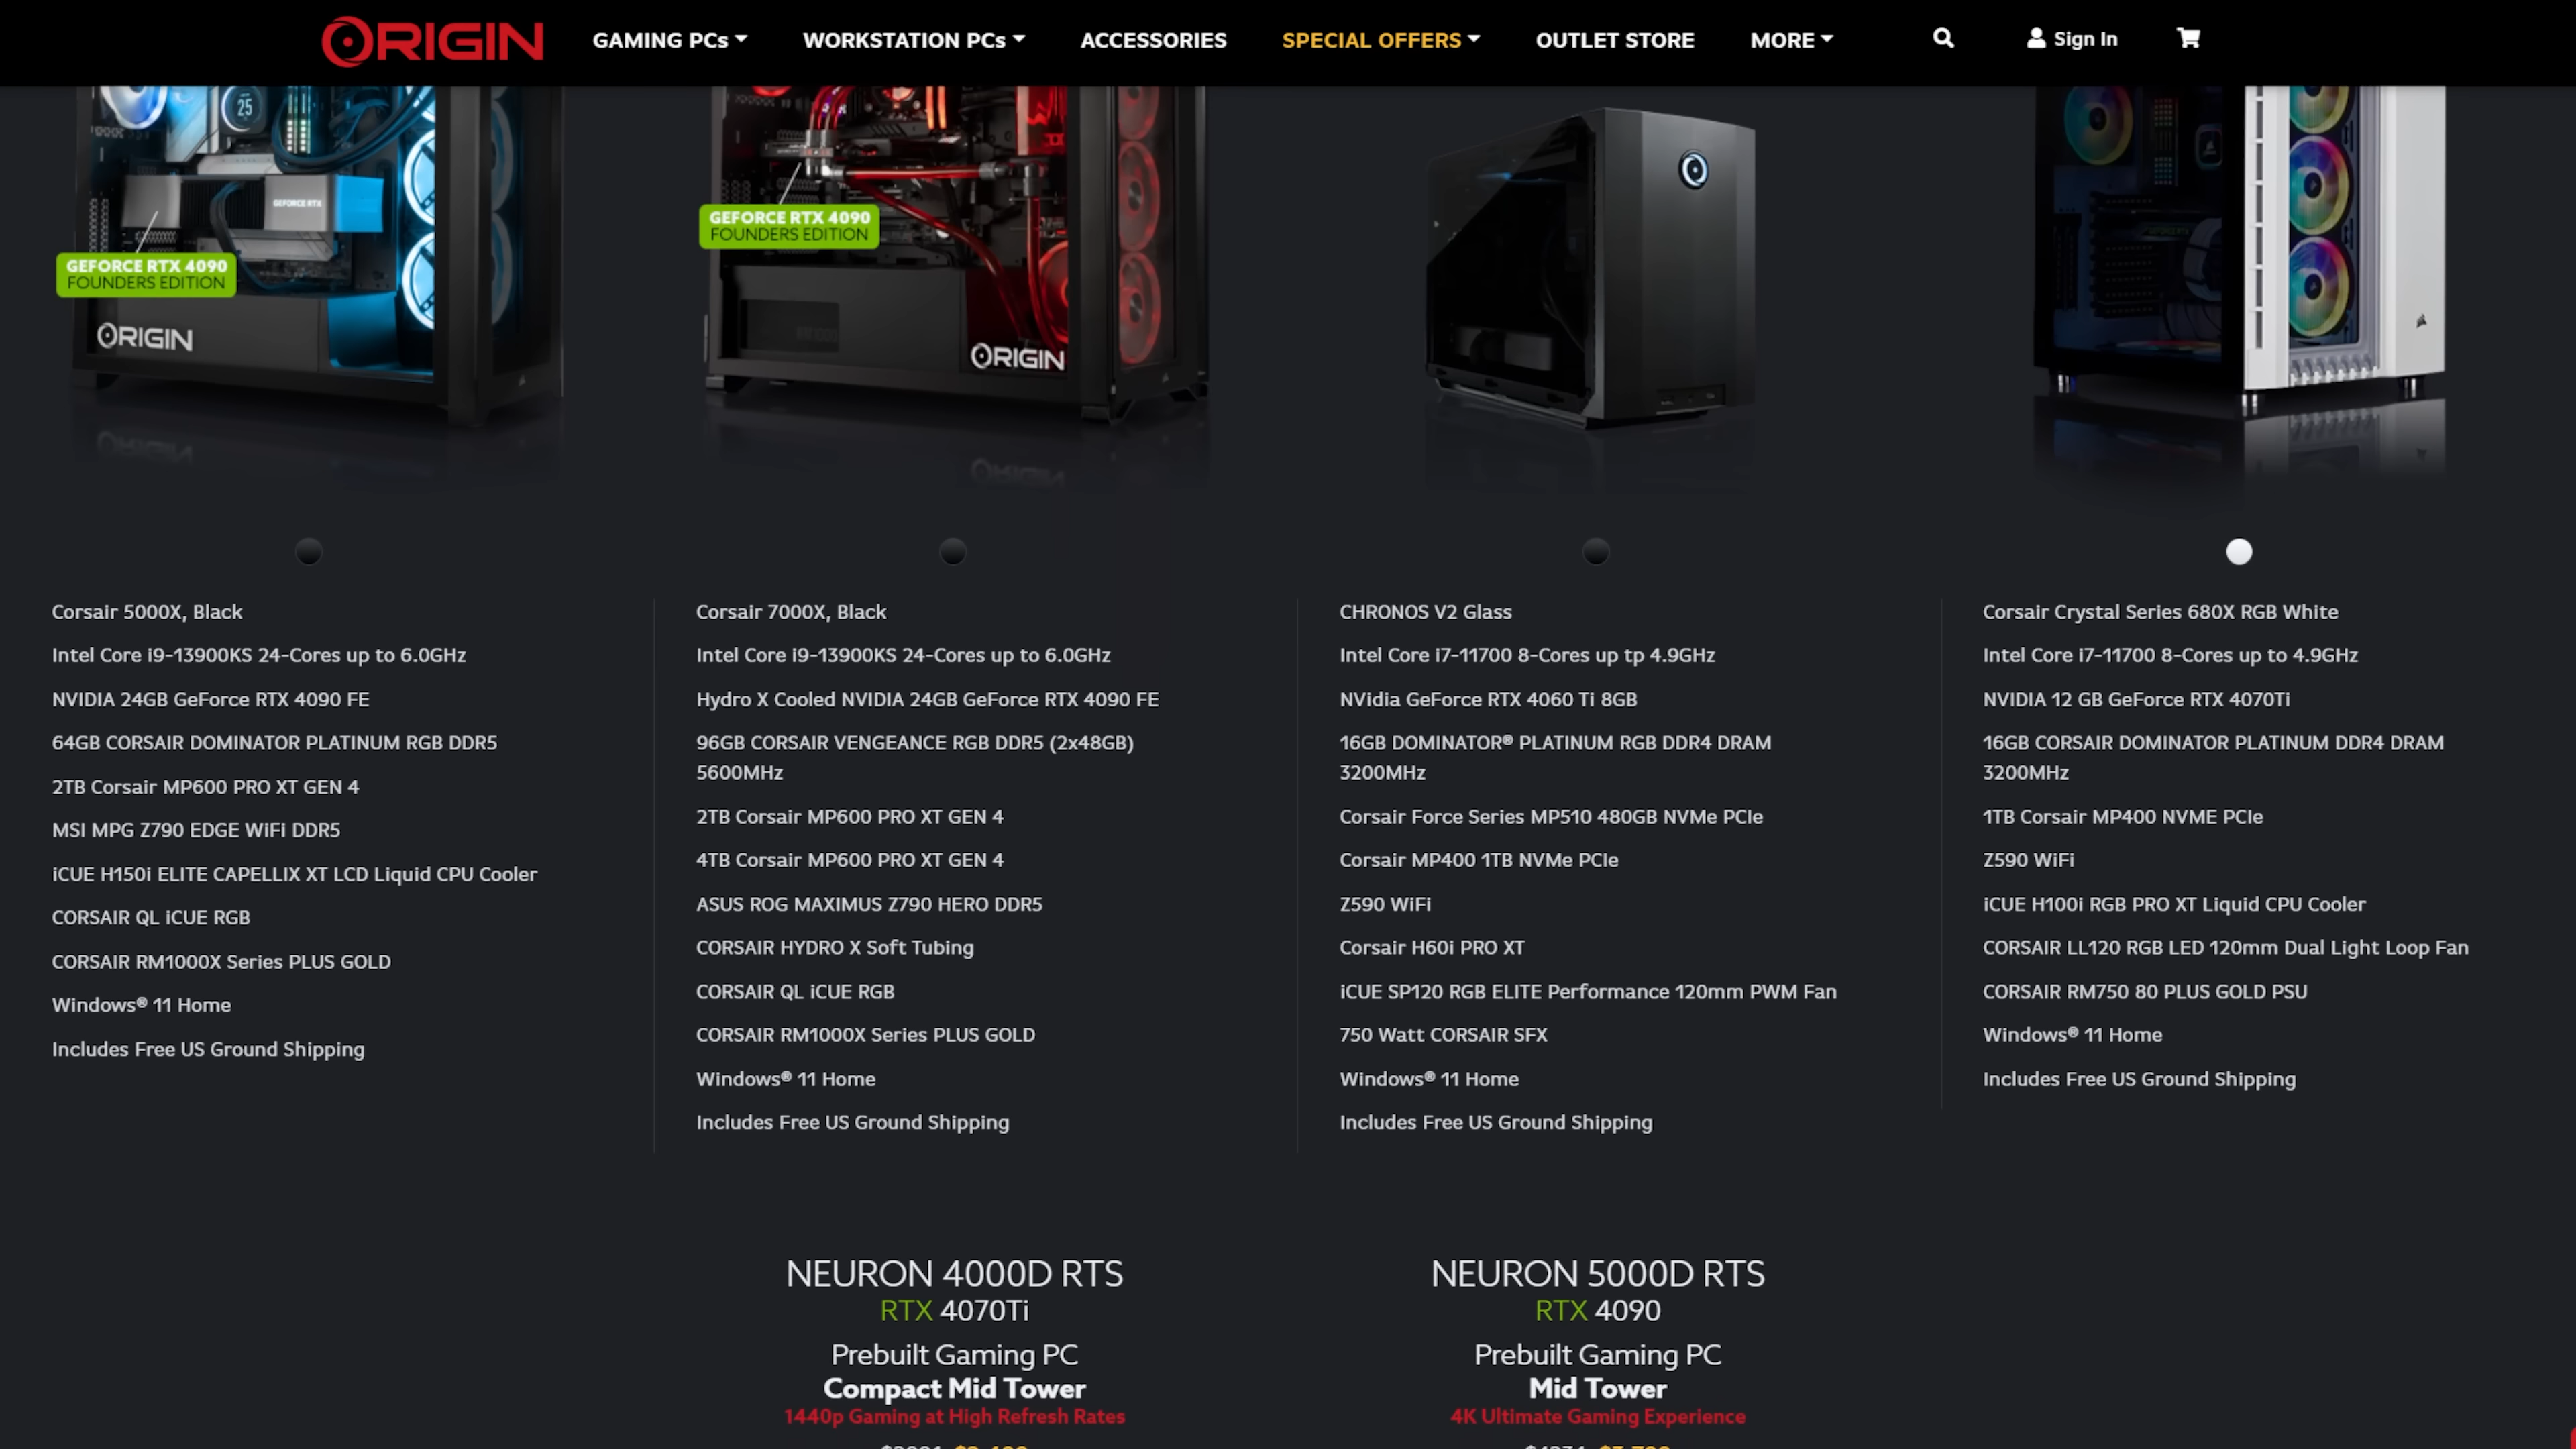 ORIGIN
GAMING PCs
WORKSTATION PCs
ACCESSORIES
SPECIAL OFFERS
OUTLET STORE
MORE
Sign In
25
GEFORCE RTX
GEFORCE RTX 4090
FOUNDERS EDITION
ORIGIN
GEFORCE RTX 4090
FOUNDERS EDITION
ORIGIN
Corsair 5000X, Black
Intel Core i9-13900KS 24-Cores up to 6.0GHz
NVIDIA 24GB GeForce RTX 4090 FE
64GB CORSAIR DOMINATOR PLATINUM RGB DDR5
2TB Corsair MP600 PRO XT GEN 4
MSI MPG Z790 EDGE WiFi DDR5
iCUE H150i ELITE CAPELLIX XT LCD Liquid CPU Cooler
CORSAIR QL iCUE RGB
CORSAIR RM1000X Series PLUS GOLD
Windows® 11 Home
Includes Free US Ground Shipping
Corsair 7000X, Black
Intel Core i9-13900KS 24-Cores up to 6.0GHz
Hydro X Cooled NVIDIA 24GB GeForce RTX 4090 FE
96GB CORSAIR VENGEANCE RGB DDR5 (2x48GB)
5600MHz
2TB Corsair MP600 PRO XT GEN 4
4TB Corsair MP600 PRO XT GEN 4
ASUS ROG MAXIMUS Z790 HERO DDR5
CORSAIR HYDRO X Soft Tubing
CORSAIR QL iCUE RGB
CORSAIR RM1000X Series PLUS GOLD
Windows® 11 Home
Includes Free US Ground Shipping
CHRONOS V2 Glass
Intel Core i7-11700 8-Cores up tp 4.9GHz
NVidia GeForce RTX 4060 Ti 8GB
16GB DOMINATOR® PLATINUM RGB DDR4 DRAM
3200MHz
Corsair Force Series MP510 480GB NVMe PCIe
Corsair MP400 1TB NVMe PCIe
Z590 WiFi
Corsair H60i PRO XT
iCUE SP120 RGB ELITE Performance 120mm PWM Fan
750 Watt CORSAIR SFX
Windows® 11 Home
Includes Free US Ground Shipping
Corsair Crystal Series 680X RGB White
Intel Core i7-11700 8-Cores up to 4.9GHz
NVIDIA 12 GB GeForce RTX 4070Ti
16GB CORSAIR DOMINATOR PLATINUM DDR4 DRAM
3200MHz
1TB Corsair MP400 NVME PCIe
Z590 WiFi
iCUE H100i RGB PRO XT Liquid CPU Cooler
CORSAIR LL120 RGB LED 120mm Dual Light Loop Fan
CORSAIR RM750 80 PLUS GOLD PSU
Windows® 11 Home
Includes Free US Ground Shipping
NEURON 4000D RTS
RTX 4070Ti
Prebuilt Gaming PC
Compact Mid Tower
1440p Gaming at High Refresh Rates
NEURON 5000D RTS
RTX 4090
Prebuilt Gaming PC
Mid Tower
4K Ultimate Gaming Experience